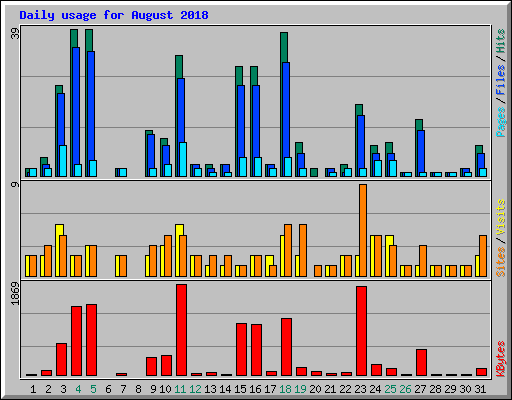 Daily usage for August 2018
39
Pages/Files/Hits
9
Sites/Visits
1869
KBytes
1 2 3 4 5 6 7 8 9 10 11 12 13 14 15 16 17 18 19 20 21 22 23 24 25 26 27 28 29 30 31